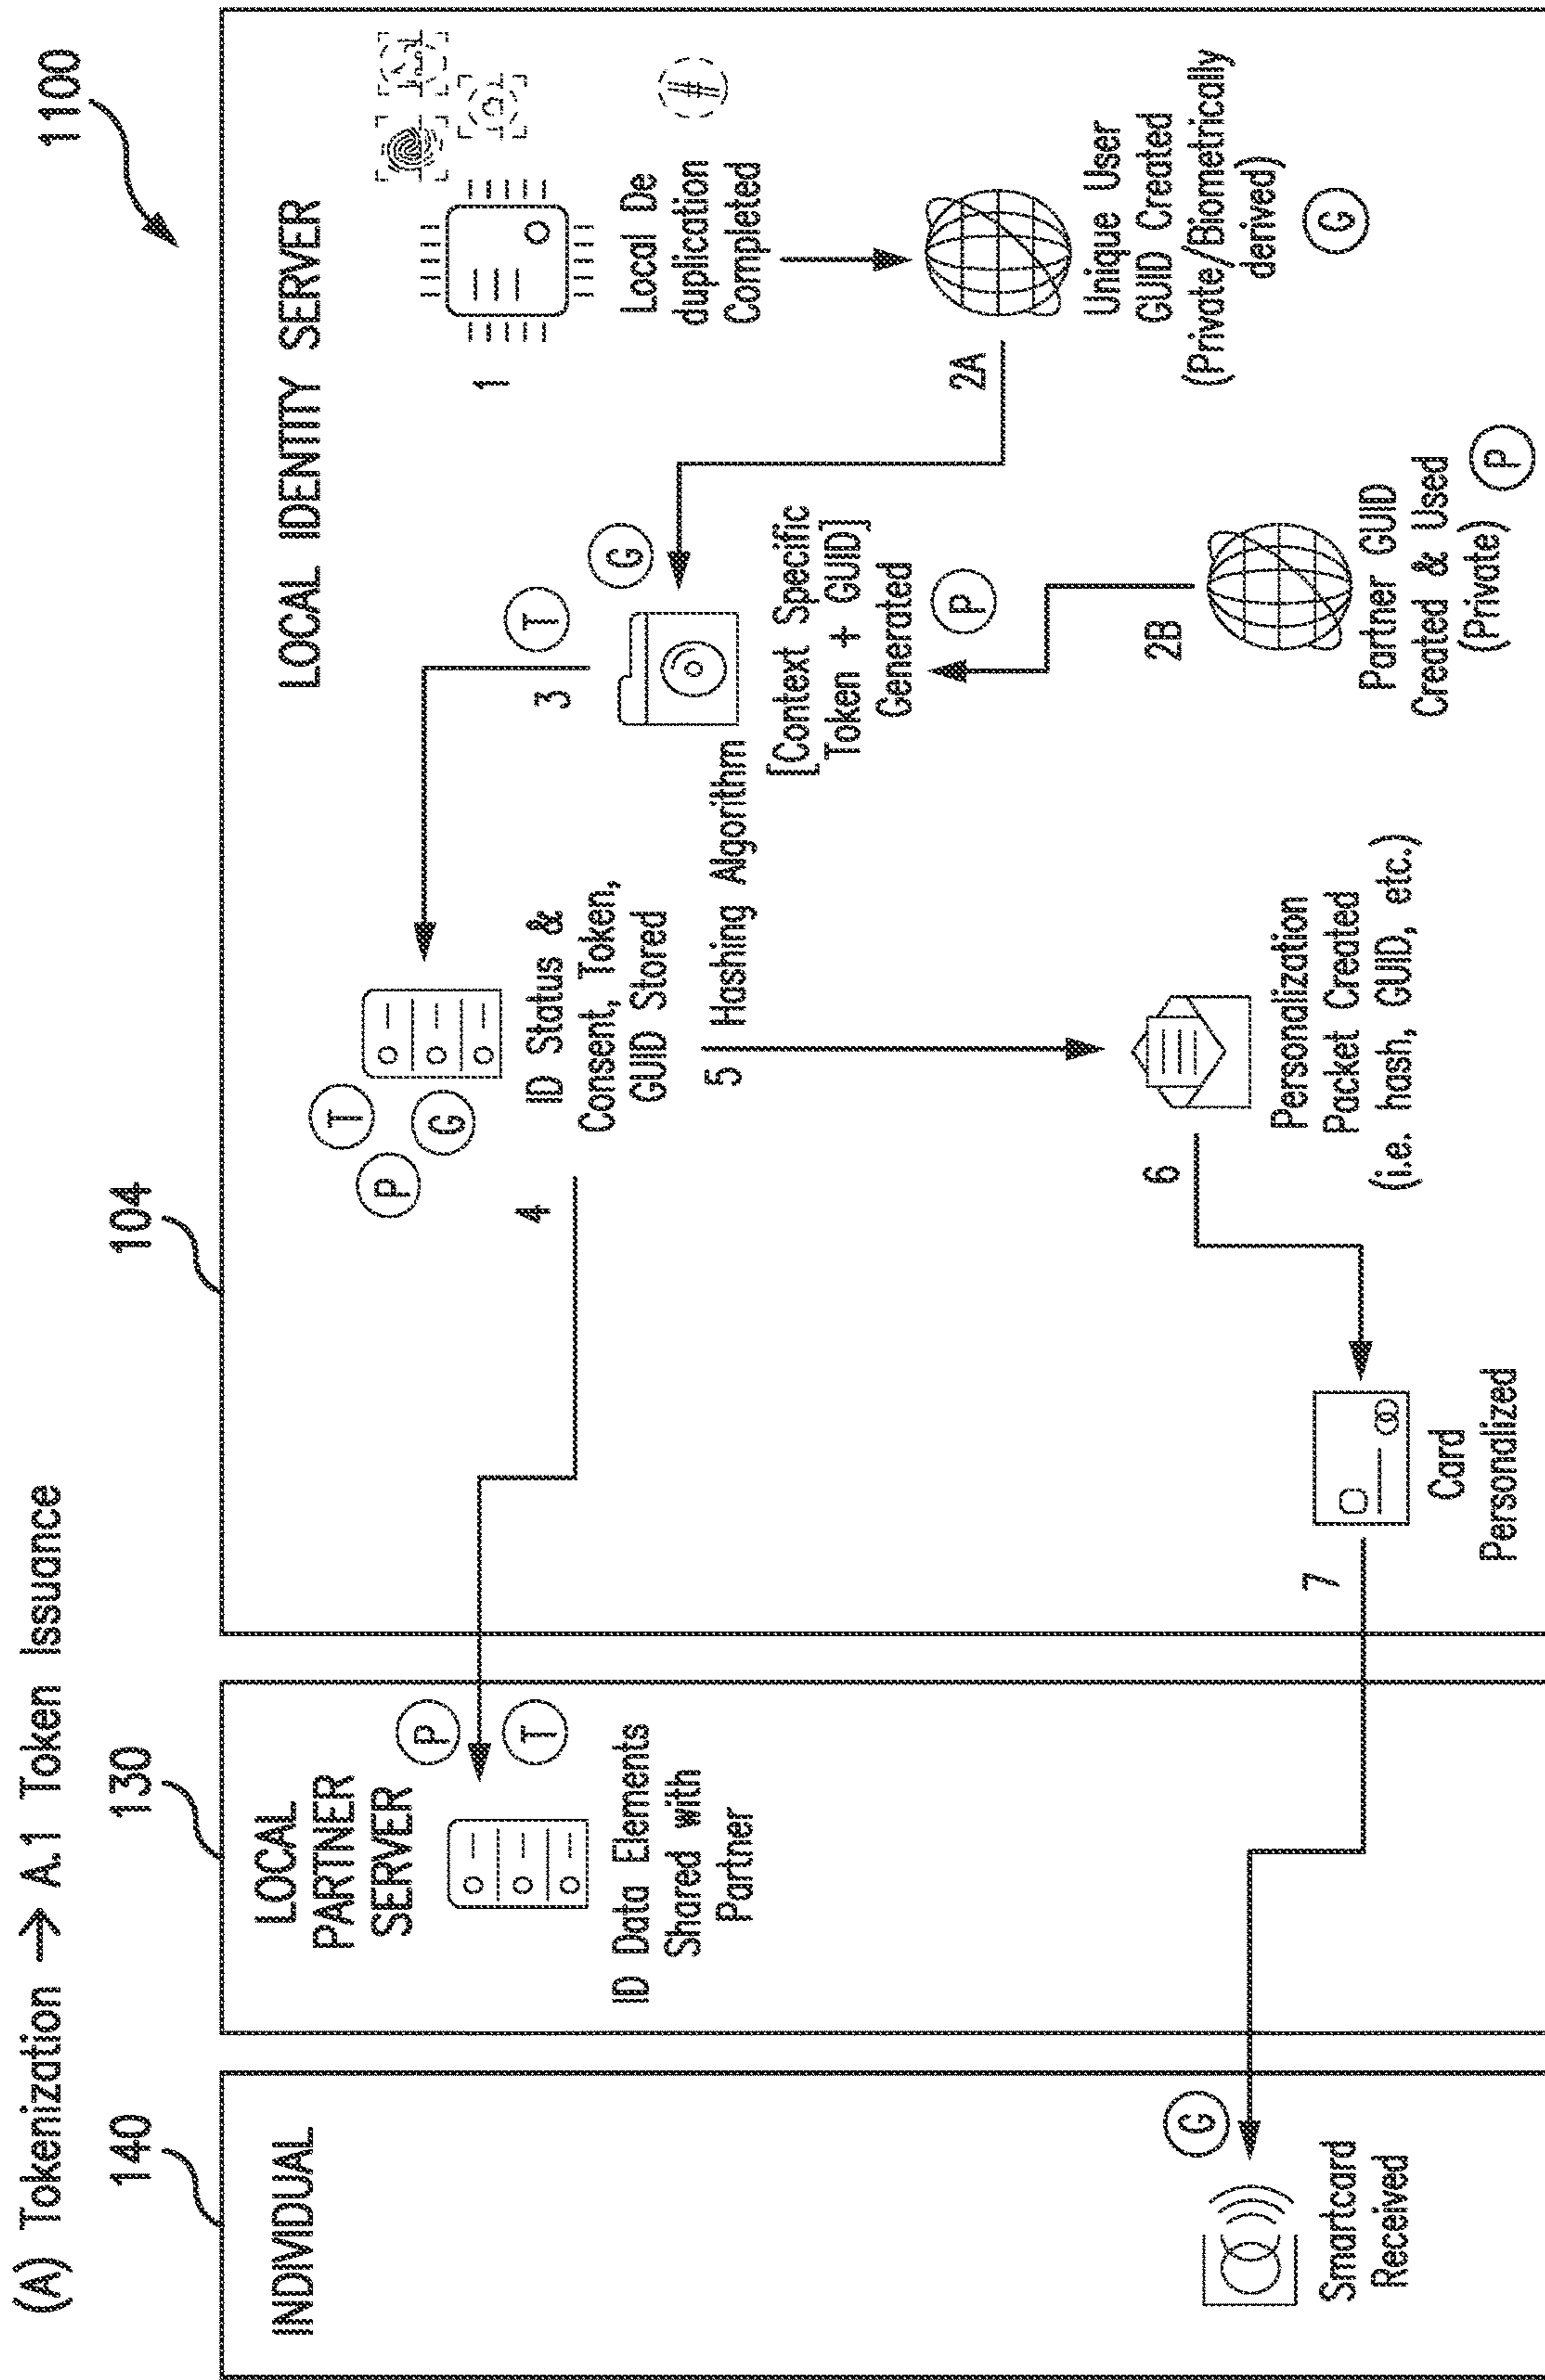 (A) Tokenization → A.1 Token Issuance
1100
140
130
104
INDIVIDUAL
G
Smartcard
Received
LOCAL
PARTNER
SERVER
P
T
ID Data Elements
Shared with
Partner
LOCAL IDENTITY SERVER
1
Local De
duplication
Completed
#
2A
Unique User
GUID Created
(Private/Biometrically
derived)
G
2B
Partner GUID
Created & Used
(Private)
P
3
T
G
[Context Specific
Token + GUID]
Generated
P
Hashing Algorithm
T
P
G
ID Status &
Consent, Token,
GUID Stored
4
5
Personalization
Packet Created
(i.e. hash, GUID, etc.)
6
Card
Personalized
7